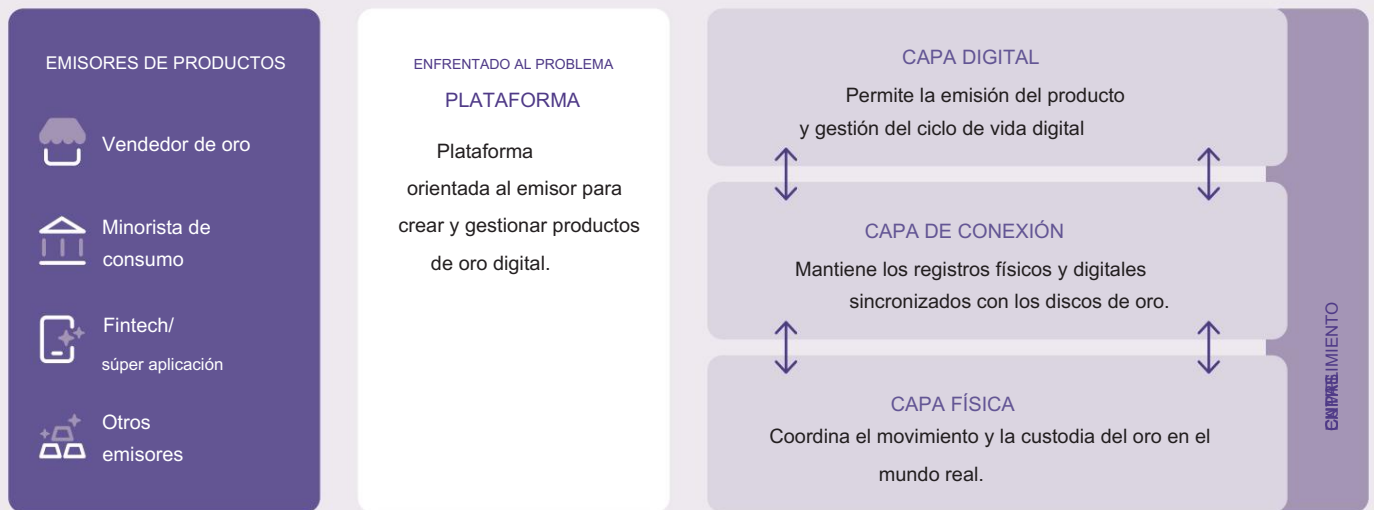 EMISORES DE PRODUCTOS
Vendedor de oro
Minorista de
consumo
Fintech/
súper aplicación
Otros
emisores
ENFRENTADO AL PROBLEMA
PLATAFORMA
Plataforma
orientada al emisor para
crear y gestionar productos
de oro digital.
CAPA DIGITAL
Permite la emisión del producto
y gestión del ciclo de vida digital
CAPA DE CONEXIÓN
Mantiene los registros físicos y digitales
sincronizados con los discos de oro.
CAPA FÍSICA
Coordina el movimiento y la custodia del oro en el
mundo real.